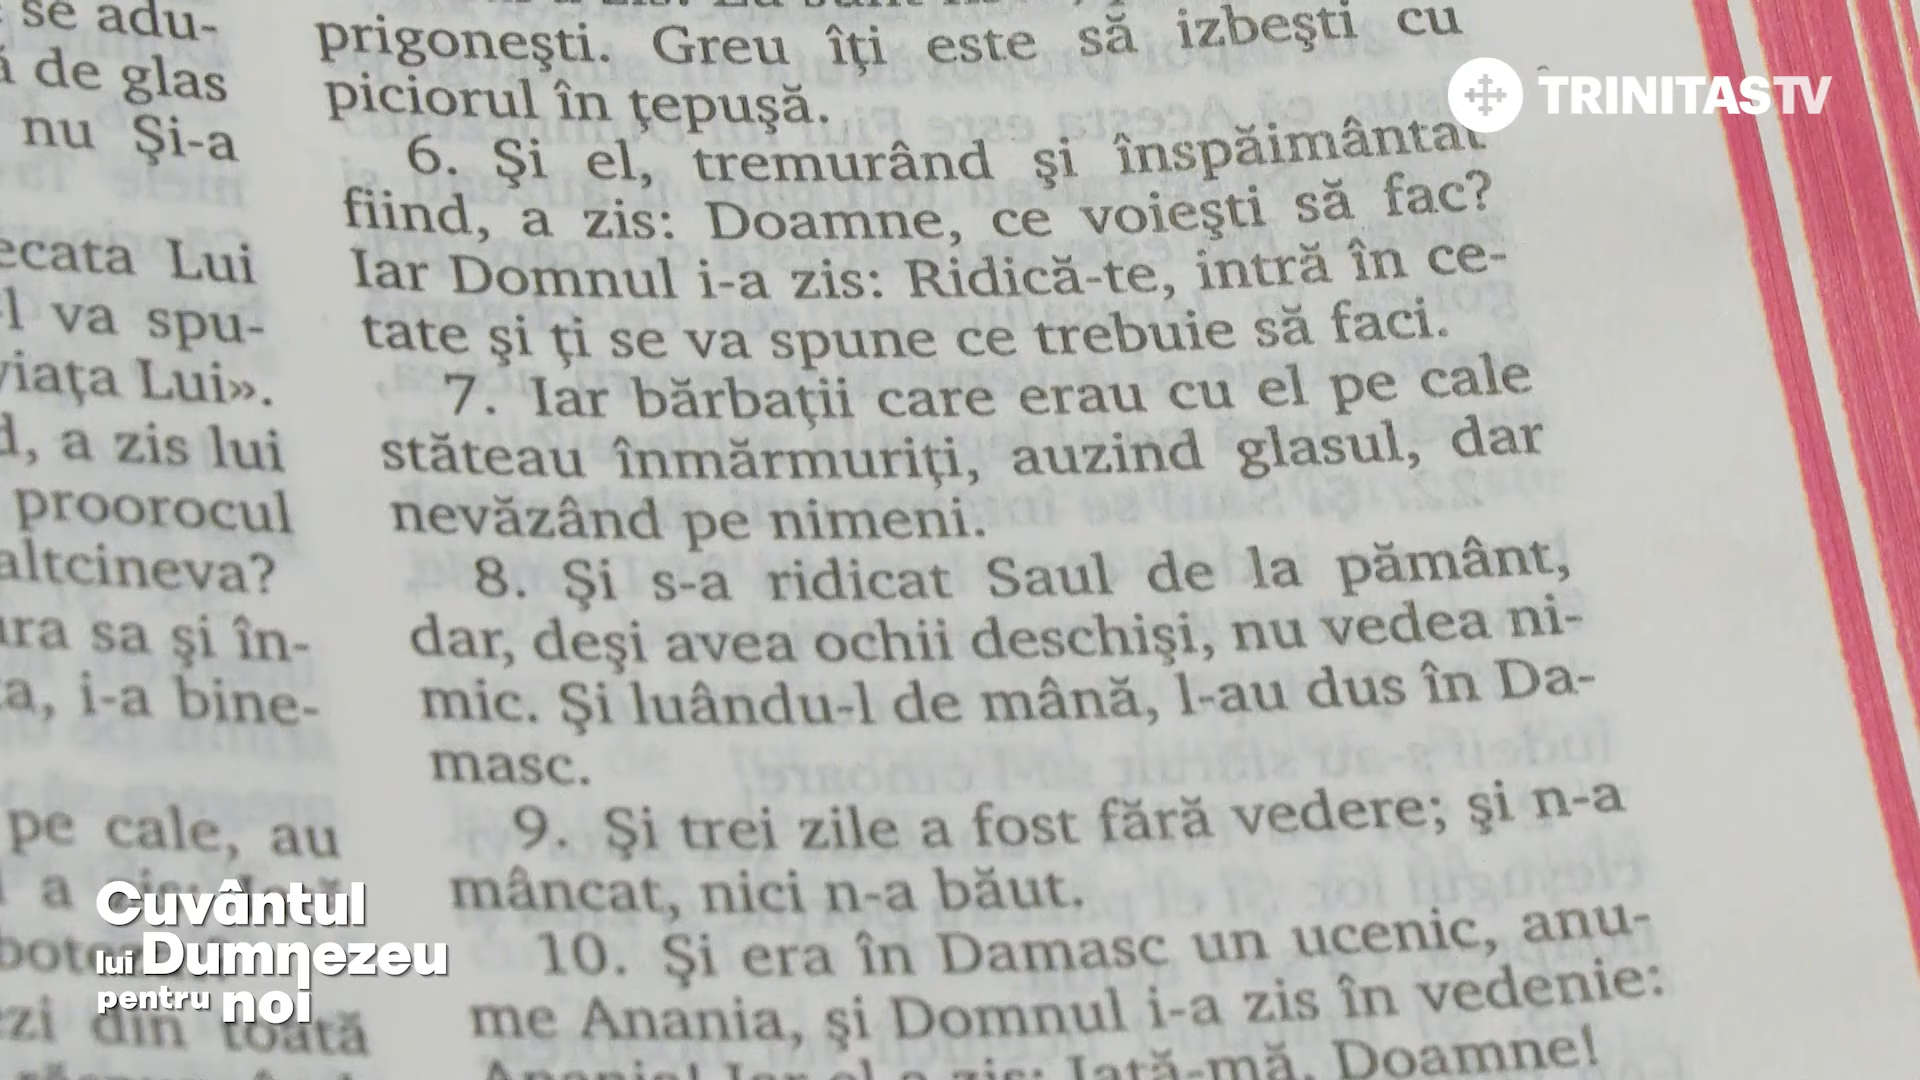 se adu-
de glas
nu Şi-a
Lui
va spu-
Lui».
a zis lui
proorocul
altcineva?
sa şi în-
i-a bine-
pe cale, au
a
din toată
prigoneşti. Greu îţi este să izbeşti cu
piciorul în ţepuşă.
6. Şi el, tremurând şi înspăimântat
fiind, a zis: Doamne, ce voieşti să fac?
Iar Domnul i-a zis: Ridică-te, intră în ce-
tate şi ţi se va spune ce trebuie să faci.
7. Iar bărbaţii care erau cu el pe cale
stăteau înmărmuriţi, auzind glasul, dar
nevăzând pe nimeni.
8. Şi s-a ridicat Saul de la pământ,
dar, deşi avea ochii deschişi, nu vedea ni-
mic. Şi luându-l de mână, l-au dus în Da-
masc.
9. Şi trei zile a fost fără vedere; şi n-a
mâncat, nici n-a băut.
10. Şi era în Damasc un ucenic, anu-
me Anania, şi Domnul i-a zis în vedenie:
Iată-mă, Doamne!
TRINITAS TV
Cuvântul
lui Dumnezeu
pentru noi